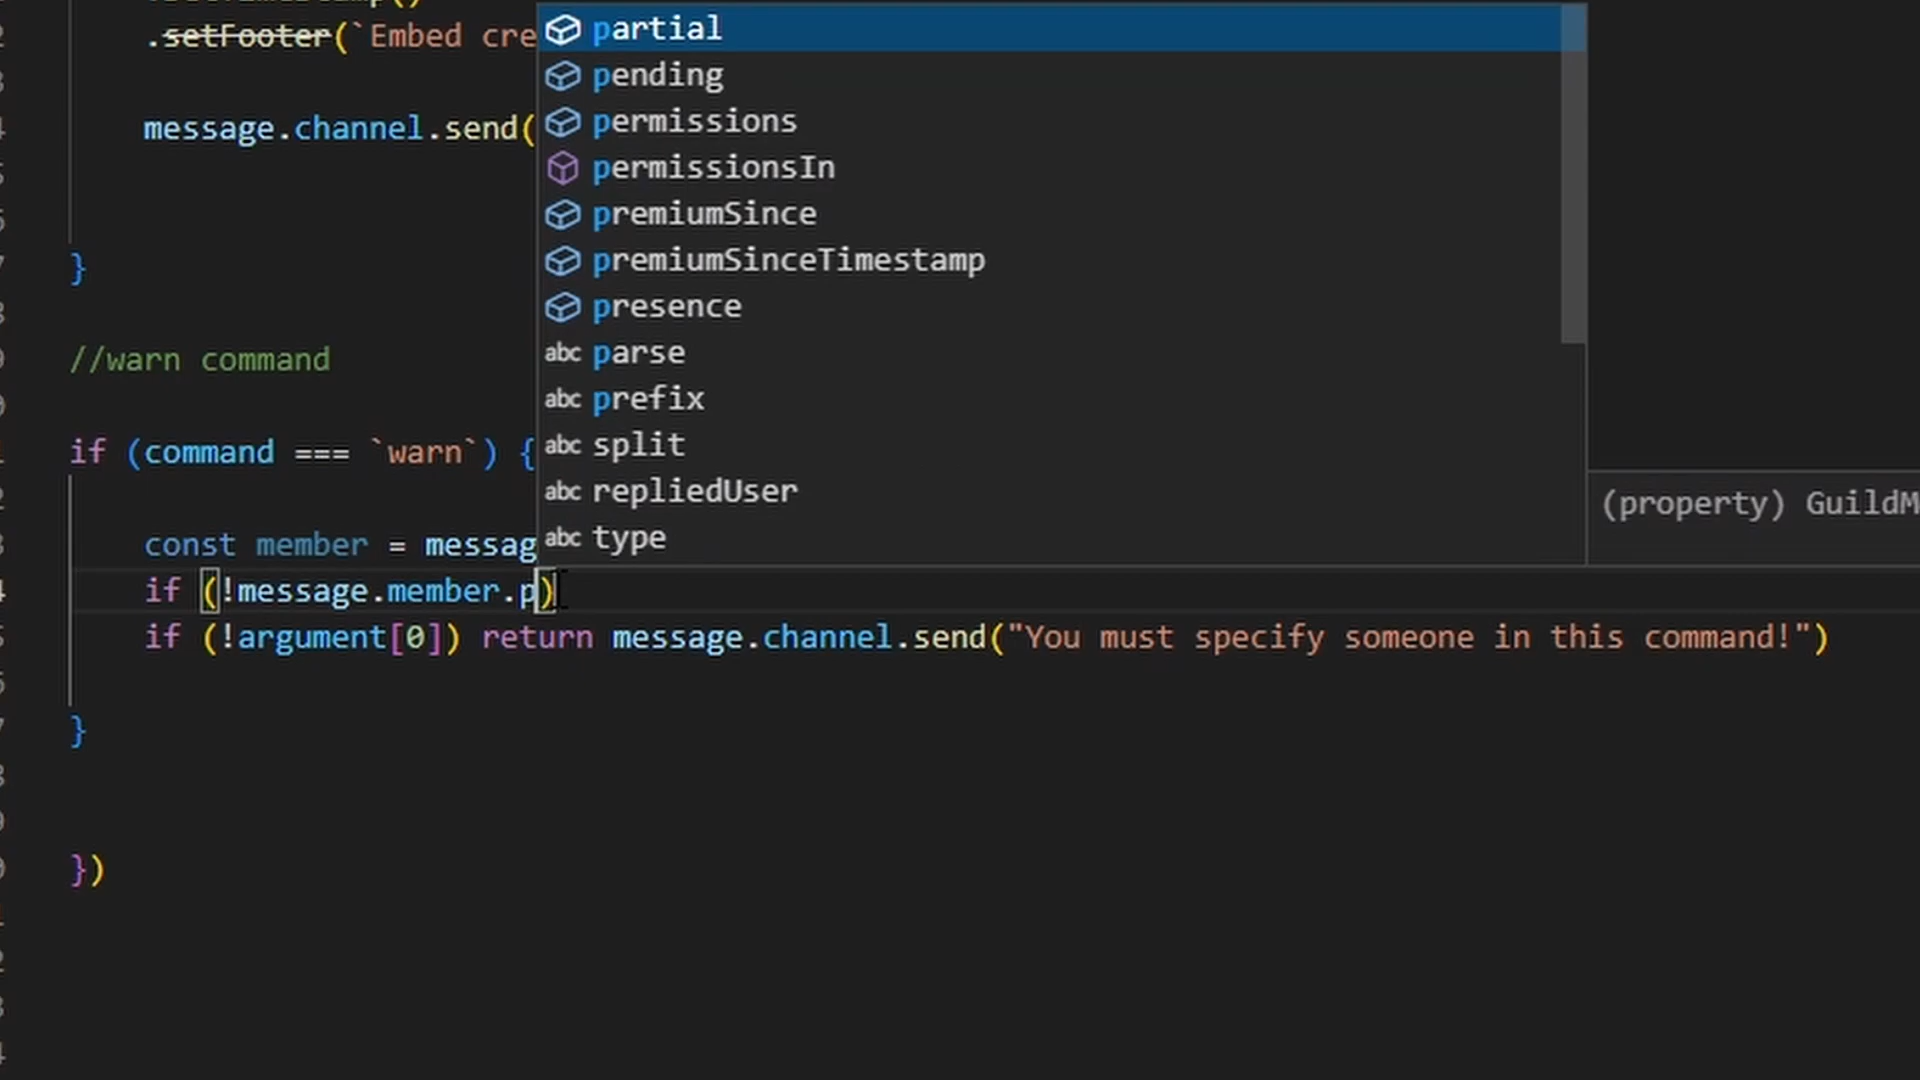 .setFooter(`Embed cre
message.channel.send(
}
//warn command
if (command === `warn`) {
const member = messag
if (!message.member.p)
if (!argument[0]) return message.channel.send("You must specify someone in this command!")
}
})
partial
pending
permissions
permissionsIn
premiumSince
premiumSinceTimestamp
presence
abc parse
abc prefix
abc split
abc repliedUser
abc type
(property) GuildM